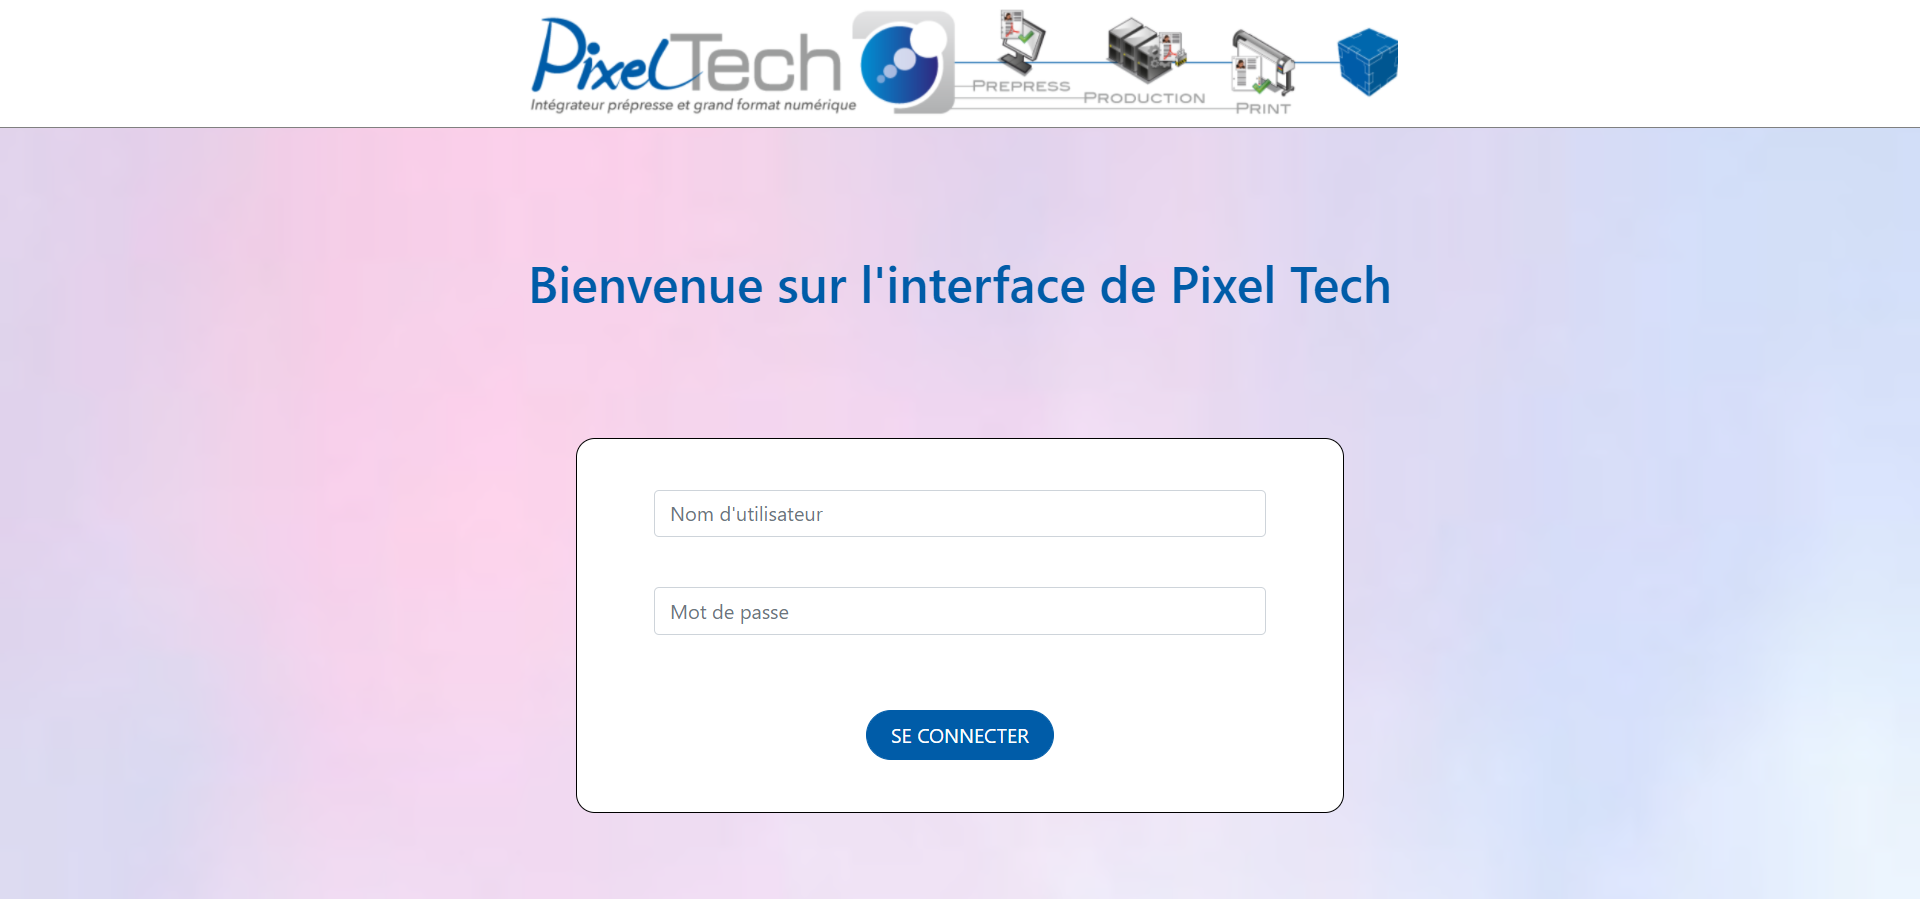 PixelTech
Intégrateur prépresse et grand format numérique
PREPRESS
PRODUCTION
PRINT
Bienvenue sur l'interface de Pixel Tech
Nom d'utilisateur
Mot de passe
SE CONNECTER